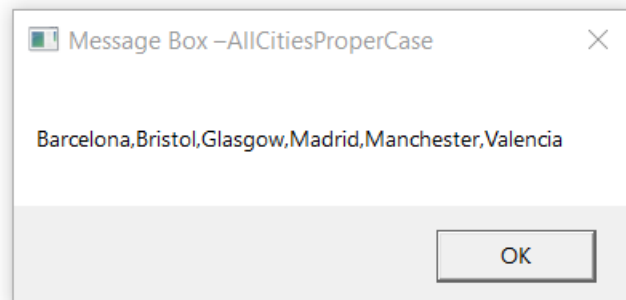 Message Box –AllCitiesProperCase
Barcelona,Bristol,Glasgow,Madrid,Manchester,Valencia
OK